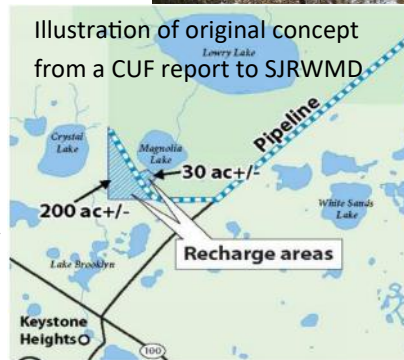 Illustration of original concept
from a CUF report to SJRWMD
Lowry Lake
Crystal
Lake
Magnolia
Lake
Pipeline
30 ac+/-
200 ac+/-
White Sands
Lake
Recharge areas
Lake Brooklyn
Keystone
Heights
100